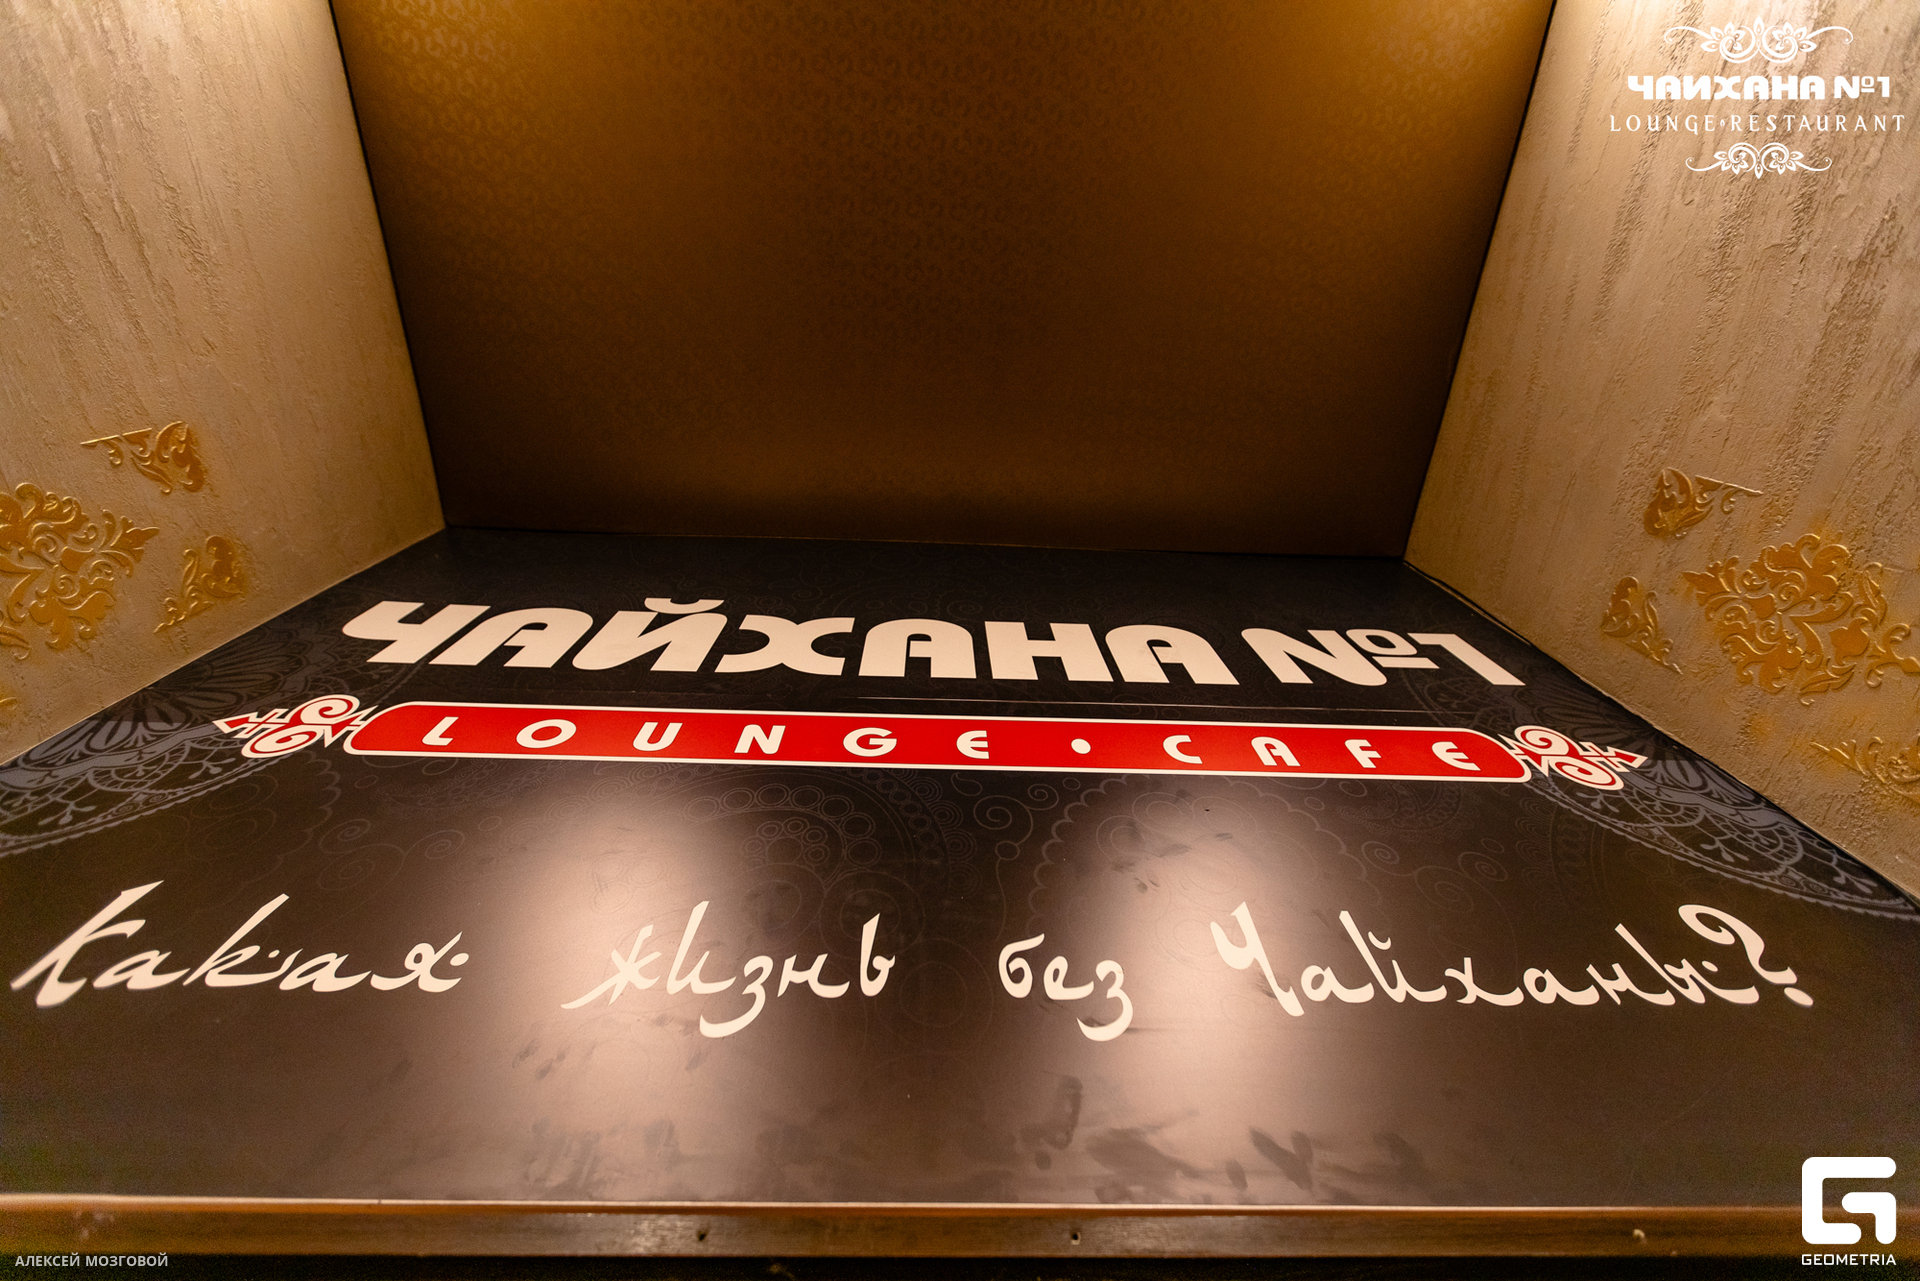 ЧАЙХАНА №1
LOUNGE RESTAURANT
ЧАЙХАНА №1
LOUNGE • CAFE
Какая жизнь без Чайханы?
АЛЕКСЕЙ МОЗГОВОЙ
GEOMETRIA